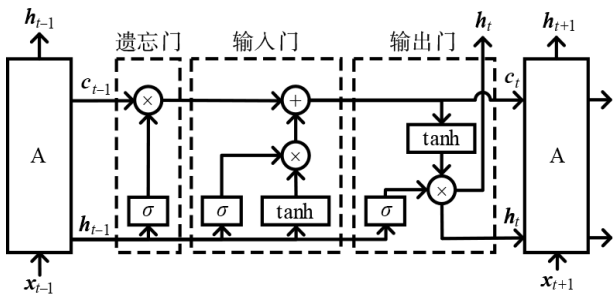 h_{t-1}
h_t
h_{t+1}
遗忘门
输入门
输出门
c_{t-1}
×
+
c_t
tanh
A
×
A
×
σ
σ
tanh
σ
h_{t-1}
h_t
x_{t-1}
x_{t+1}